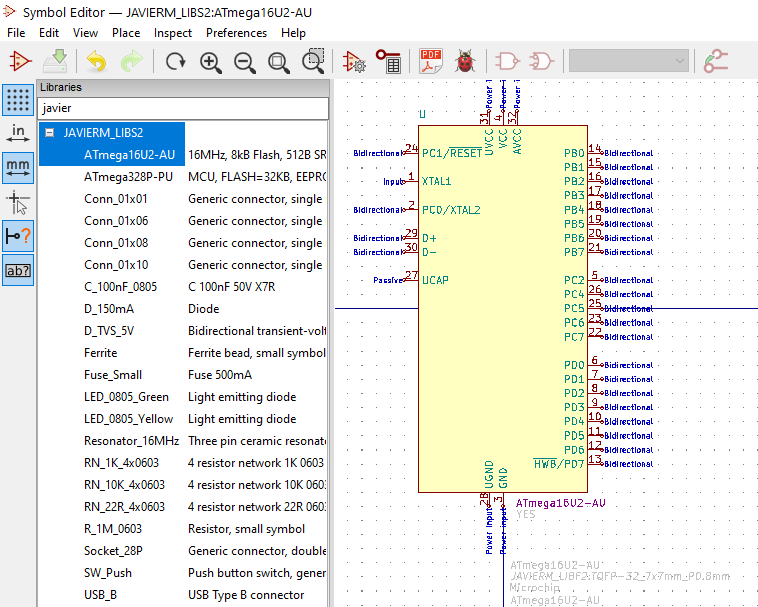 Symbol Editor — JAVIERM_LIBS2:ATmega16U2-AU
File Edit View Place Inspect Preferences Help
PDF
Libraries
javier
in
mm
ab?
JAVIERM_LIBS2
ATmega16U2-AU 16MHz, 8kB Flash, 512B SR
ATmega328P-PU MCU, FLASH=32KB, EEPRO
Conn_01x01 Generic connector, single
Conn_01x06 Generic connector, single
Conn_01x08 Generic connector, single
Conn_01x10 Generic connector, single
C_100nF_0805 C 100nF 50V X7R
D_150mA Diode
D_TVS_5V Bidirectional transient-volt
Ferrite Ferrite bead, small symbol
Fuse_Small Fuse 500mA
LED_0805_Green Light emitting diode
LED_0805_Yellow Light emitting diode
Resonator_16MHz Three pin ceramic resonato
RN_1K_4x0603 4 resistor network 1K 0603
RN_10K_4x0603 4 resistor network 10K 060
RN_22R_4x0603 4 resistor network 22R 060
R_1M_0603 Resistor, small symbol
Socket_28P Generic connector, double
SW_Push Push button switch, gener
USB_B USB Type B connector
U
31 Power i
4 Power i
32 Power i
UVCC
VCC
AVCC
Bidirectional 24 PC1/RESET
Input 1 XTAL1
Bidirectional 2 PC0/XTAL2
Bidirectional 29 D+
Bidirectional 30 D-
Passive 27 UCAP
PB0 14 Bidirectional
PB1 15 Bidirectional
PB2 16 Bidirectional
PB3 17 Bidirectional
PB4 18 Bidirectional
PB5 19 Bidirectional
PB6 20 Bidirectional
PB7 21 Bidirectional
PC2 5 Bidirectional
PC4 26 Bidirectional
PC5 25 Bidirectional
PC6 23 Bidirectional
PC7 22 Bidirectional
PD0 6 Bidirectional
PD1 7 Bidirectional
PD2 8 Bidirectional
PD3 9 Bidirectional
PD4 10 Bidirectional
PD5 11 Bidirectional
PD6 12 Bidirectional
HWB/PD7 13 Bidirectional
UGND
GND
28 Power input
3 Power input
ATmega16U2-AU
YES
ATmega16U2-AU
JAVIERM_LIBF2:TQFP-32_7x7mm_P0.8mm
Microchip
ATmega16U2-AU